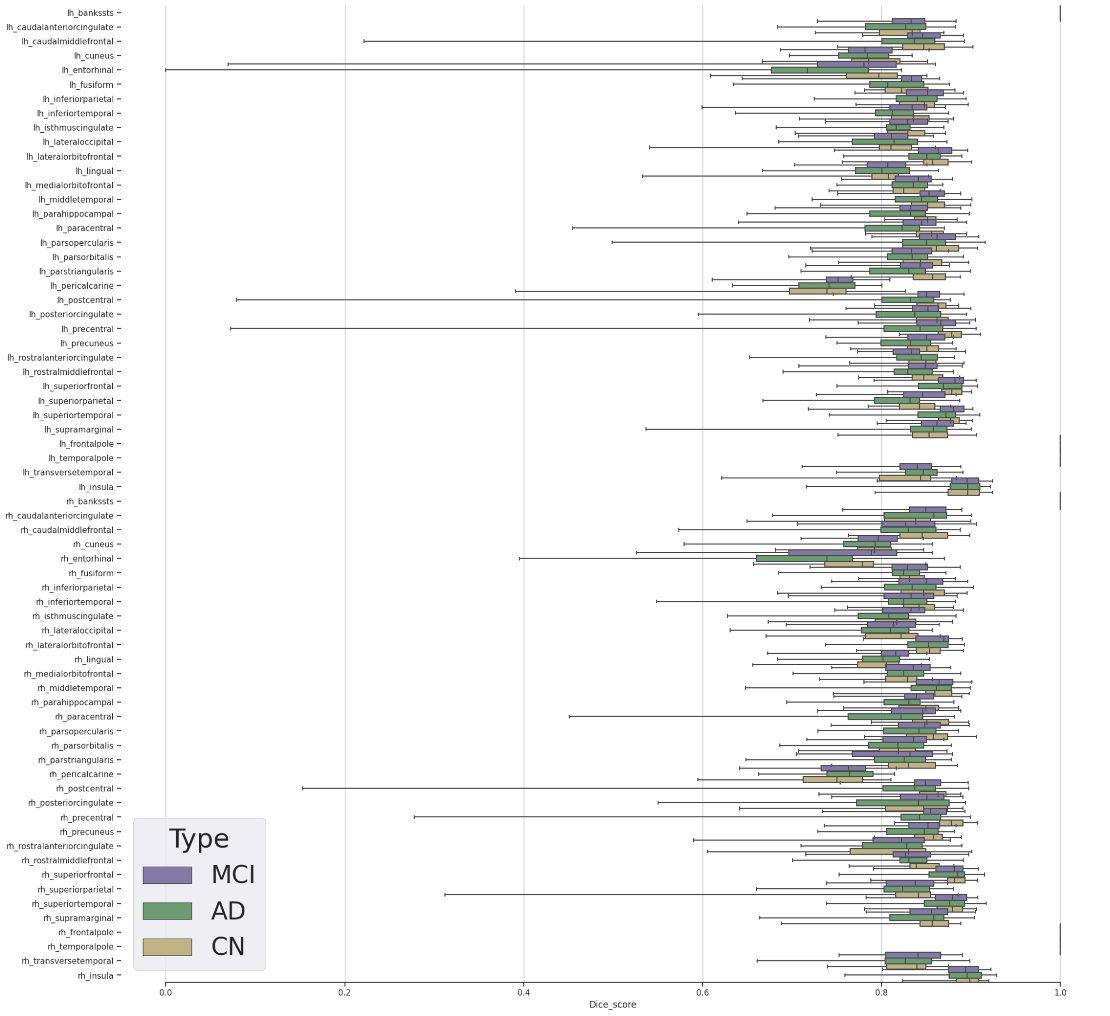 lh_bankssts
lh_caudalanteriorcingulate
lh_caudalmiddlefrontal
lh_cuneus
lh_entorhinal
lh_fusiform
lh_inferiorparietal
lh_inferiortemporal
lh_isthmuscingulate
lh_lateraloccipital
lh_lateralorbitofrontal
lh_lingual
lh_medialorbitofrontal
lh_middletemporal
lh_parahippocampal
lh_paracentral
lh_parsopercularis
lh_parsorbitalis
lh_parstriangularis
lh_pericalcarine
lh_postcentral
lh_posteriorcingulate
lh_precentral
lh_precuneus
lh_rostralanteriorcingulate
lh_rostralmiddlefrontal
lh_superiorfrontal
lh_superiorparietal
lh_superiortemporal
lh_supramarginal
lh_frontalpole
lh_temporalpole
lh_transversetemporal
lh_insula
rh_bankssts
rh_caudalanteriorcingulate
rh_caudalmiddlefrontal
rh_cuneus
rh_entorhinal
rh_fusiform
rh_inferiorparietal
rh_inferiortemporal
rh_isthmuscingulate
rh_lateraloccipital
rh_lateralorbitofrontal
rh_lingual
rh_medialorbitofrontal
rh_middletemporal
rh_parahippocampal
rh_paracentral
rh_parsopercularis
rh_parsorbitalis
rh_parstriangularis
rh_pericalcarine
rh_postcentral
rh_posteriorcingulate
rh_precentral
rh_precuneus
rh_rostralanteriorcingulate
rh_rostralmiddlefrontal
rh_superiorfrontal
rh_superiorparietal
rh_superiortemporal
rh_supramarginal
rh_frontalpole
rh_temporalpole
rh_transversetemporal
rh_insula
Type
MCI
AD
CN
0.0 0.2 0.4 0.6 0.8 1.0
Dice_score